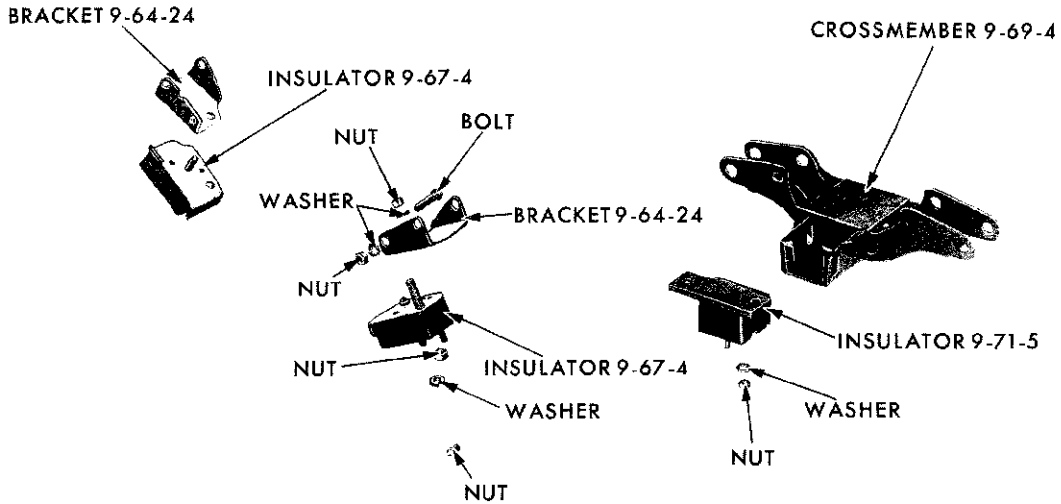 BRACKET 9-64-24
CROSSMEMBER 9-69-4
INSULATOR 9-67-4
BOLT
NUT
WASHER
BRACKET 9-64-24
NUT
INSULATOR 9-71-5
NUT
INSULATOR 9-67-4
WASHER
WASHER
NUT
NUT